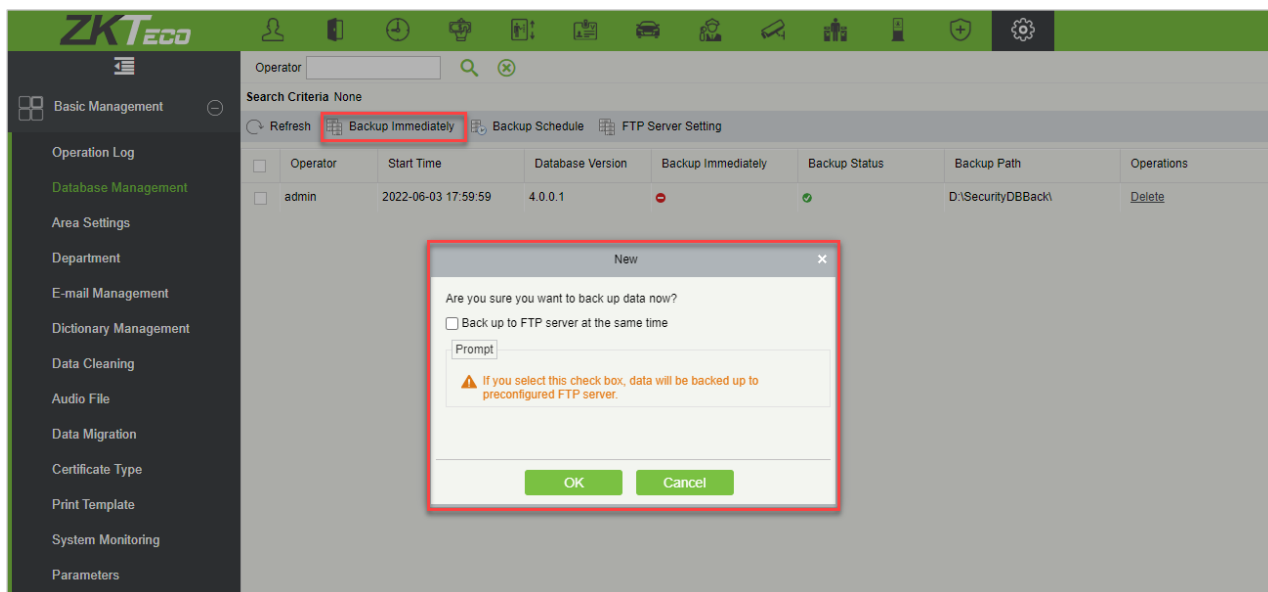 ZKTeco
Operator
Search Criteria None
Refresh Backup Immediately Backup Schedule FTP Server Setting
Operator Start Time Database Version Backup Immediately Backup Status Backup Path Operations
admin 2022-06-03 17:59:59 4.0.0.1 D:\SecurityDBBack\ Delete
Basic Management
Operation Log
Database Management
Area Settings
Department
E-mail Management
Dictionary Management
Data Cleaning
Audio File
Data Migration
Certificate Type
Print Template
System Monitoring
Parameters
New
Are you sure you want to back up data now?
Back up to FTP server at the same time
Prompt
If you select this check box, data will be backed up to
preconfigured FTP server.
OK Cancel